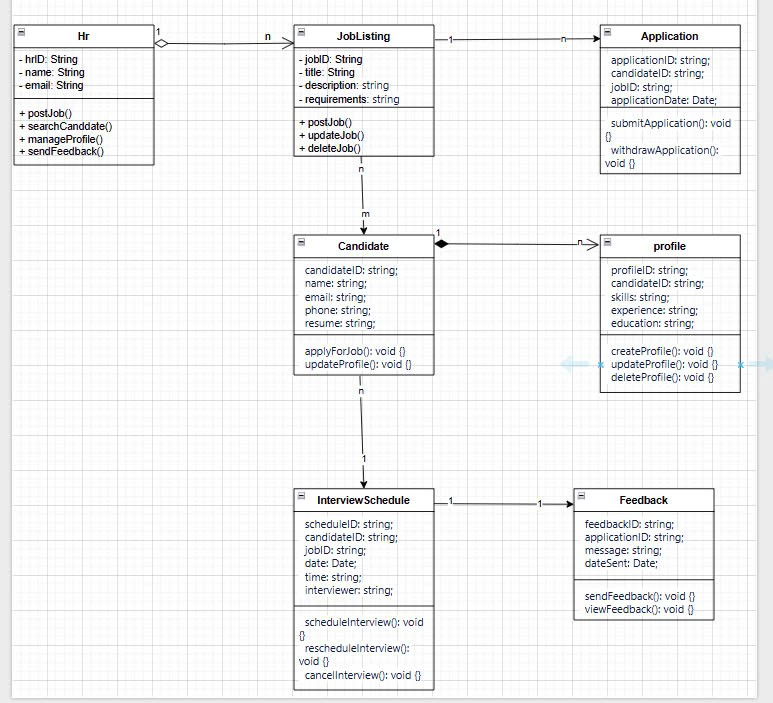 Hr
- hrID: String
- name: String
- email: String
+ postJob()
+ searchCanddate()
+ manageProfile()
+ sendFeedback()
1
n
JobListing
- jobID: String
- title: String
- description: string
- requirements: string
+ postJob()
+ updateJob()
+ deleteJob()
1
n
Application
applicationID: string;
candidateID: string;
jobID: string;
applicationDate: Date;
submitApplication(): void
{}
withdrawApplication():
void {}
n
m
Candidate
candidateID: string;
name: string;
email: string;
phone: string;
resume: string;
applyForJob(): void {}
updateProfile(): void {}
1
n
profile
profileID: string;
candidateID: string;
skills: string;
experience: string;
education: string;
createProfile(): void {}
updateProfile(): void {}
deleteProfile(): void {}
n
1
InterviewSchedule
scheduleID: string;
candidateID: string;
jobID: string;
date: Date;
time: string;
interviewer: string;
scheduleInterview(): void
{}
rescheduleInterview():
void {}
cancelInterview(): void {}
1
1
Feedback
feedbackID: string;
applicationID: string;
message: string;
dateSent: Date;
sendFeedback(): void {}
viewFeedback(): void {}